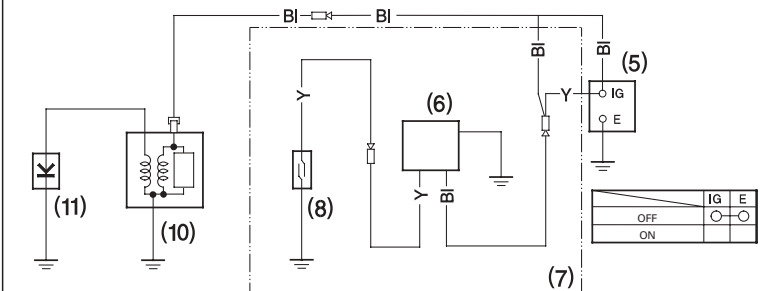 Bl Bl
Bl Bl
(5)
Y
Y IG
(6)
E
(8)
Y Bl
(11)
(10)
(7)
IG E
OFF
ON